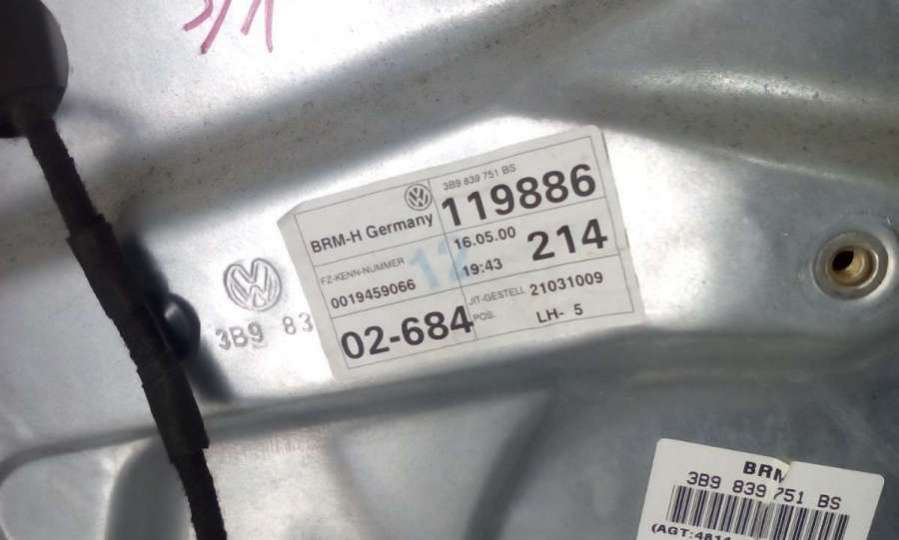 3B9 839 751 BS
BRM-H Germany 119886
FZ-KENN-NUMMER 12 16.05.00 214
0019459066 19:43
02-684 JIT-GESTELL 21031009
POS. LH- 5
3B9 83
BRM
3B9 839 751 BS